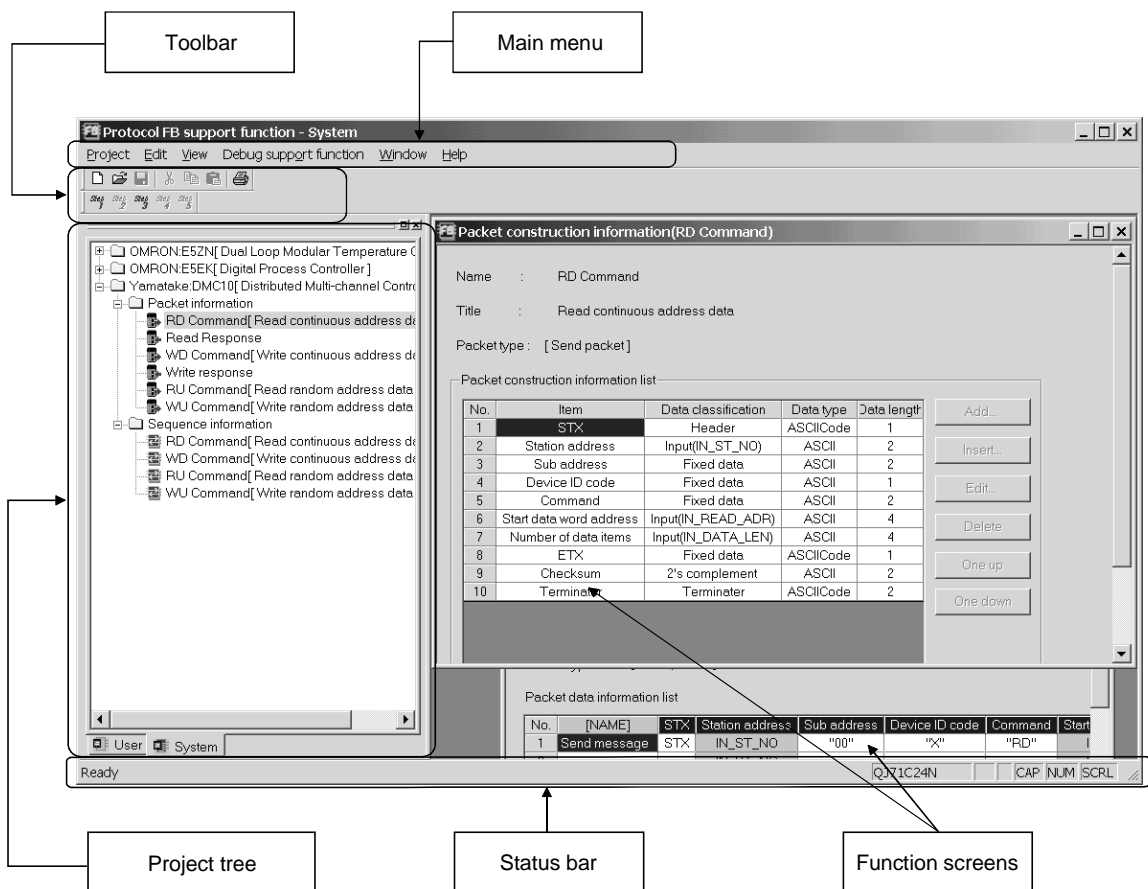 Toolbar
Main menu
Protocol FB support function - System
Project Edit View Debug support function Window Help
Step 1 Step 2 Step 3 Step 4 Step 5
OMRON:E5ZN[ Dual Loop Modular Temperature C
OMRON:E5EK[ Digital Process Controller ]
Yamatake:DMC10[ Distributed Multi-channel Contr
Packet information
RD Command[ Read continuous address da
Read Response
WD Command[ Write continuous address da
Write response
RU Command[ Read random address data
WU Command[ Write random address data
Sequence information
RD Command[ Read continuous address da
WD Command[ Write continuous address da
RU Command[ Read random address data
WU Command[ Write random address data
User System
Packet construction information(RD Command)
Name : RD Command
Title : Read continuous address data
Packet type : [ Send packet ]
Packet construction information list
No. Item Data classification Data type Data length
1 STX Header ASCIICode 1
2 Station address Input(IN_ST_NO) ASCII 2
3 Sub address Fixed data ASCII 2
4 Device ID code Fixed data ASCII 1
5 Command Fixed data ASCII 2
6 Start data word address Input(IN_READ_ADR) ASCII 4
7 Number of data items Input(IN_DATA_LEN) ASCII 4
8 ETX Fixed data ASCIICode 1
9 Checksum 2's complement ASCII 2
10 Terminater Terminater ASCIICode 2
Add...
Insert...
Edit...
Delete
One up
One down
Packet data information list
No. [NAME] STX Station address Sub address Device ID code Command Start
1 Send message STX IN_ST_NO "00" "X" "RD"
Ready QJ71C24N CAP NUM SCRL
Project tree
Status bar
Function screens